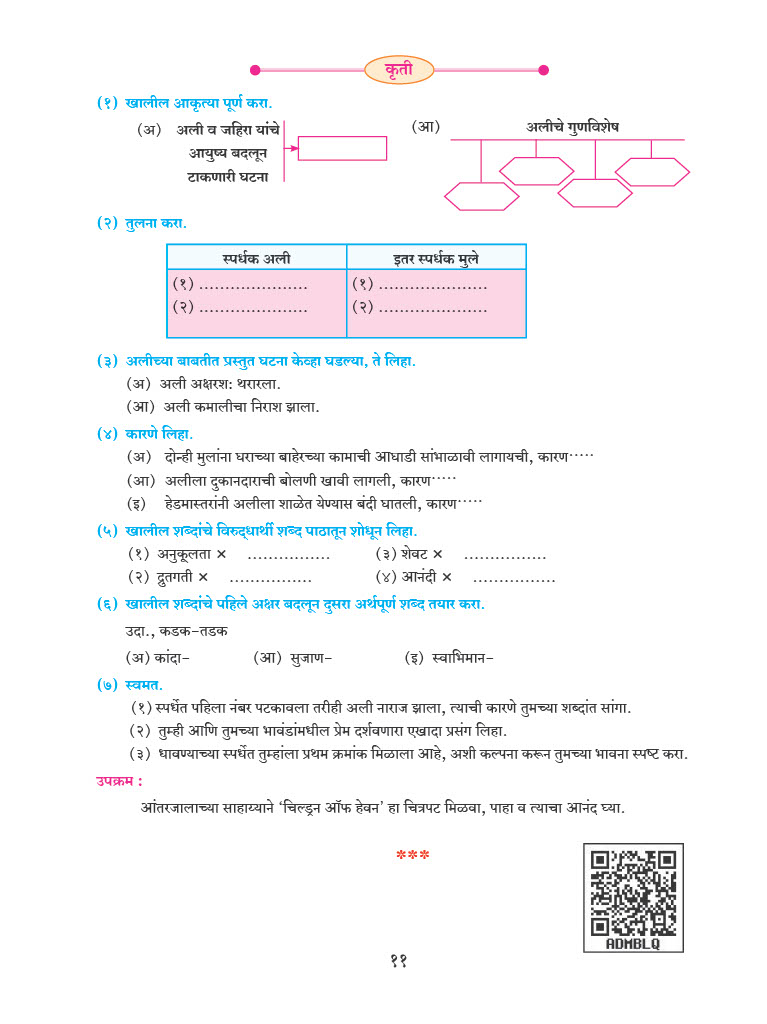 कृती
(१) खालील आकृत्या पूर्ण करा.
(अ) अली व जहिरा यांचे
आयुष्य बदलून
टाकणारी घटना
(आ) अलीचे गुणविशेष
(२) तुलना करा.
स्पर्धक अली इतर स्पर्धक मुले
(१) ..................... (१) .....................
(२) ..................... (२) .....................
(३) अलीच्या बाबतीत प्रस्तुत घटना केव्हा घडल्या, ते लिहा.
(अ) अली अक्षरश: थरारला.
(आ) अली कमालीचा निराश झाला.
(४) कारणे लिहा.
(अ) दोन्ही मुलांना घराच्या बाहेरच्या कामाची आघाडी सांभाळावी लागायची, कारण·····
(आ) अलीला दुकानदाराची बोलणी खावी लागली, कारण·····
(इ) हेडमास्तरांनी अलीला शाळेत येण्यास बंदी घातली, कारण·····
(५) खालील शब्दांचे विरुद्धार्थी शब्द पाठातून शोधून लिहा.
(१) अनुकूलता × ................ (३) शेवट × ................
(२) द्रुतगती × ................ (४) आनंदी × ................
(६) खालील शब्दांचे पहिले अक्षर बदलून दुसरा अर्थपूर्ण शब्द तयार करा.
उदा., कडक-तडक
(अ) कांदा- (आ) सुजाण- (इ) स्वाभिमान-
(७) स्वमत.
(१) स्पर्धेत पहिला नंबर पटकावला तरीही अली नाराज झाला, त्याची कारणे तुमच्या शब्दांत सांगा.
(२) तुम्ही आणि तुमच्या भावंडांमधील प्रेम दर्शवणारा एखादा प्रसंग लिहा.
(३) धावण्याच्या स्पर्धेत तुम्हांला प्रथम क्रमांक मिळाला आहे, अशी कल्पना करून तुमच्या भावना स्पष्ट करा.
उपक्रम :
आंतरजालाच्या साहाय्याने ‘चिल्ड्रन ऑफ हेवन’ हा चित्रपट मिळवा, पाहा व त्याचा आनंद घ्या.
***
ADMBLQ
११